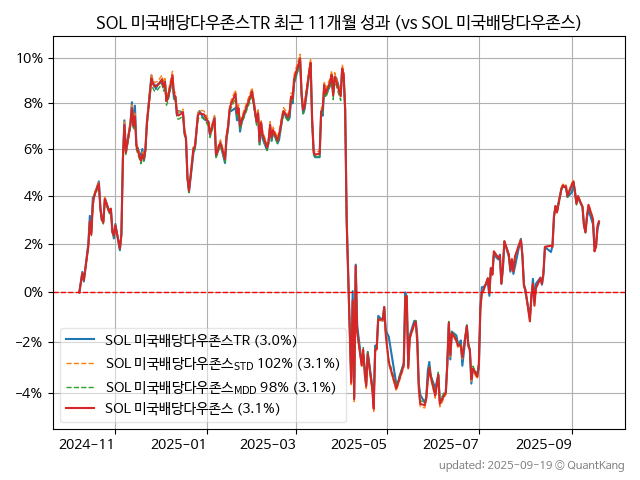 SOL 미국배당다우존스TR 최근 11개월 성과 (vs SOL 미국배당다우존스)
10%
8%
6%
4%
2%
0%
−2%
−4%
SOL 미국배당다우존스TR (3.0%)
SOL 미국배당다우존스STD 102% (3.1%)
SOL 미국배당다우존스MDD 98% (3.1%)
SOL 미국배당다우존스 (3.1%)
2024-11 2025-01 2025-03 2025-05 2025-07 2025-09
updated: 2025-09-19 © QuantKang